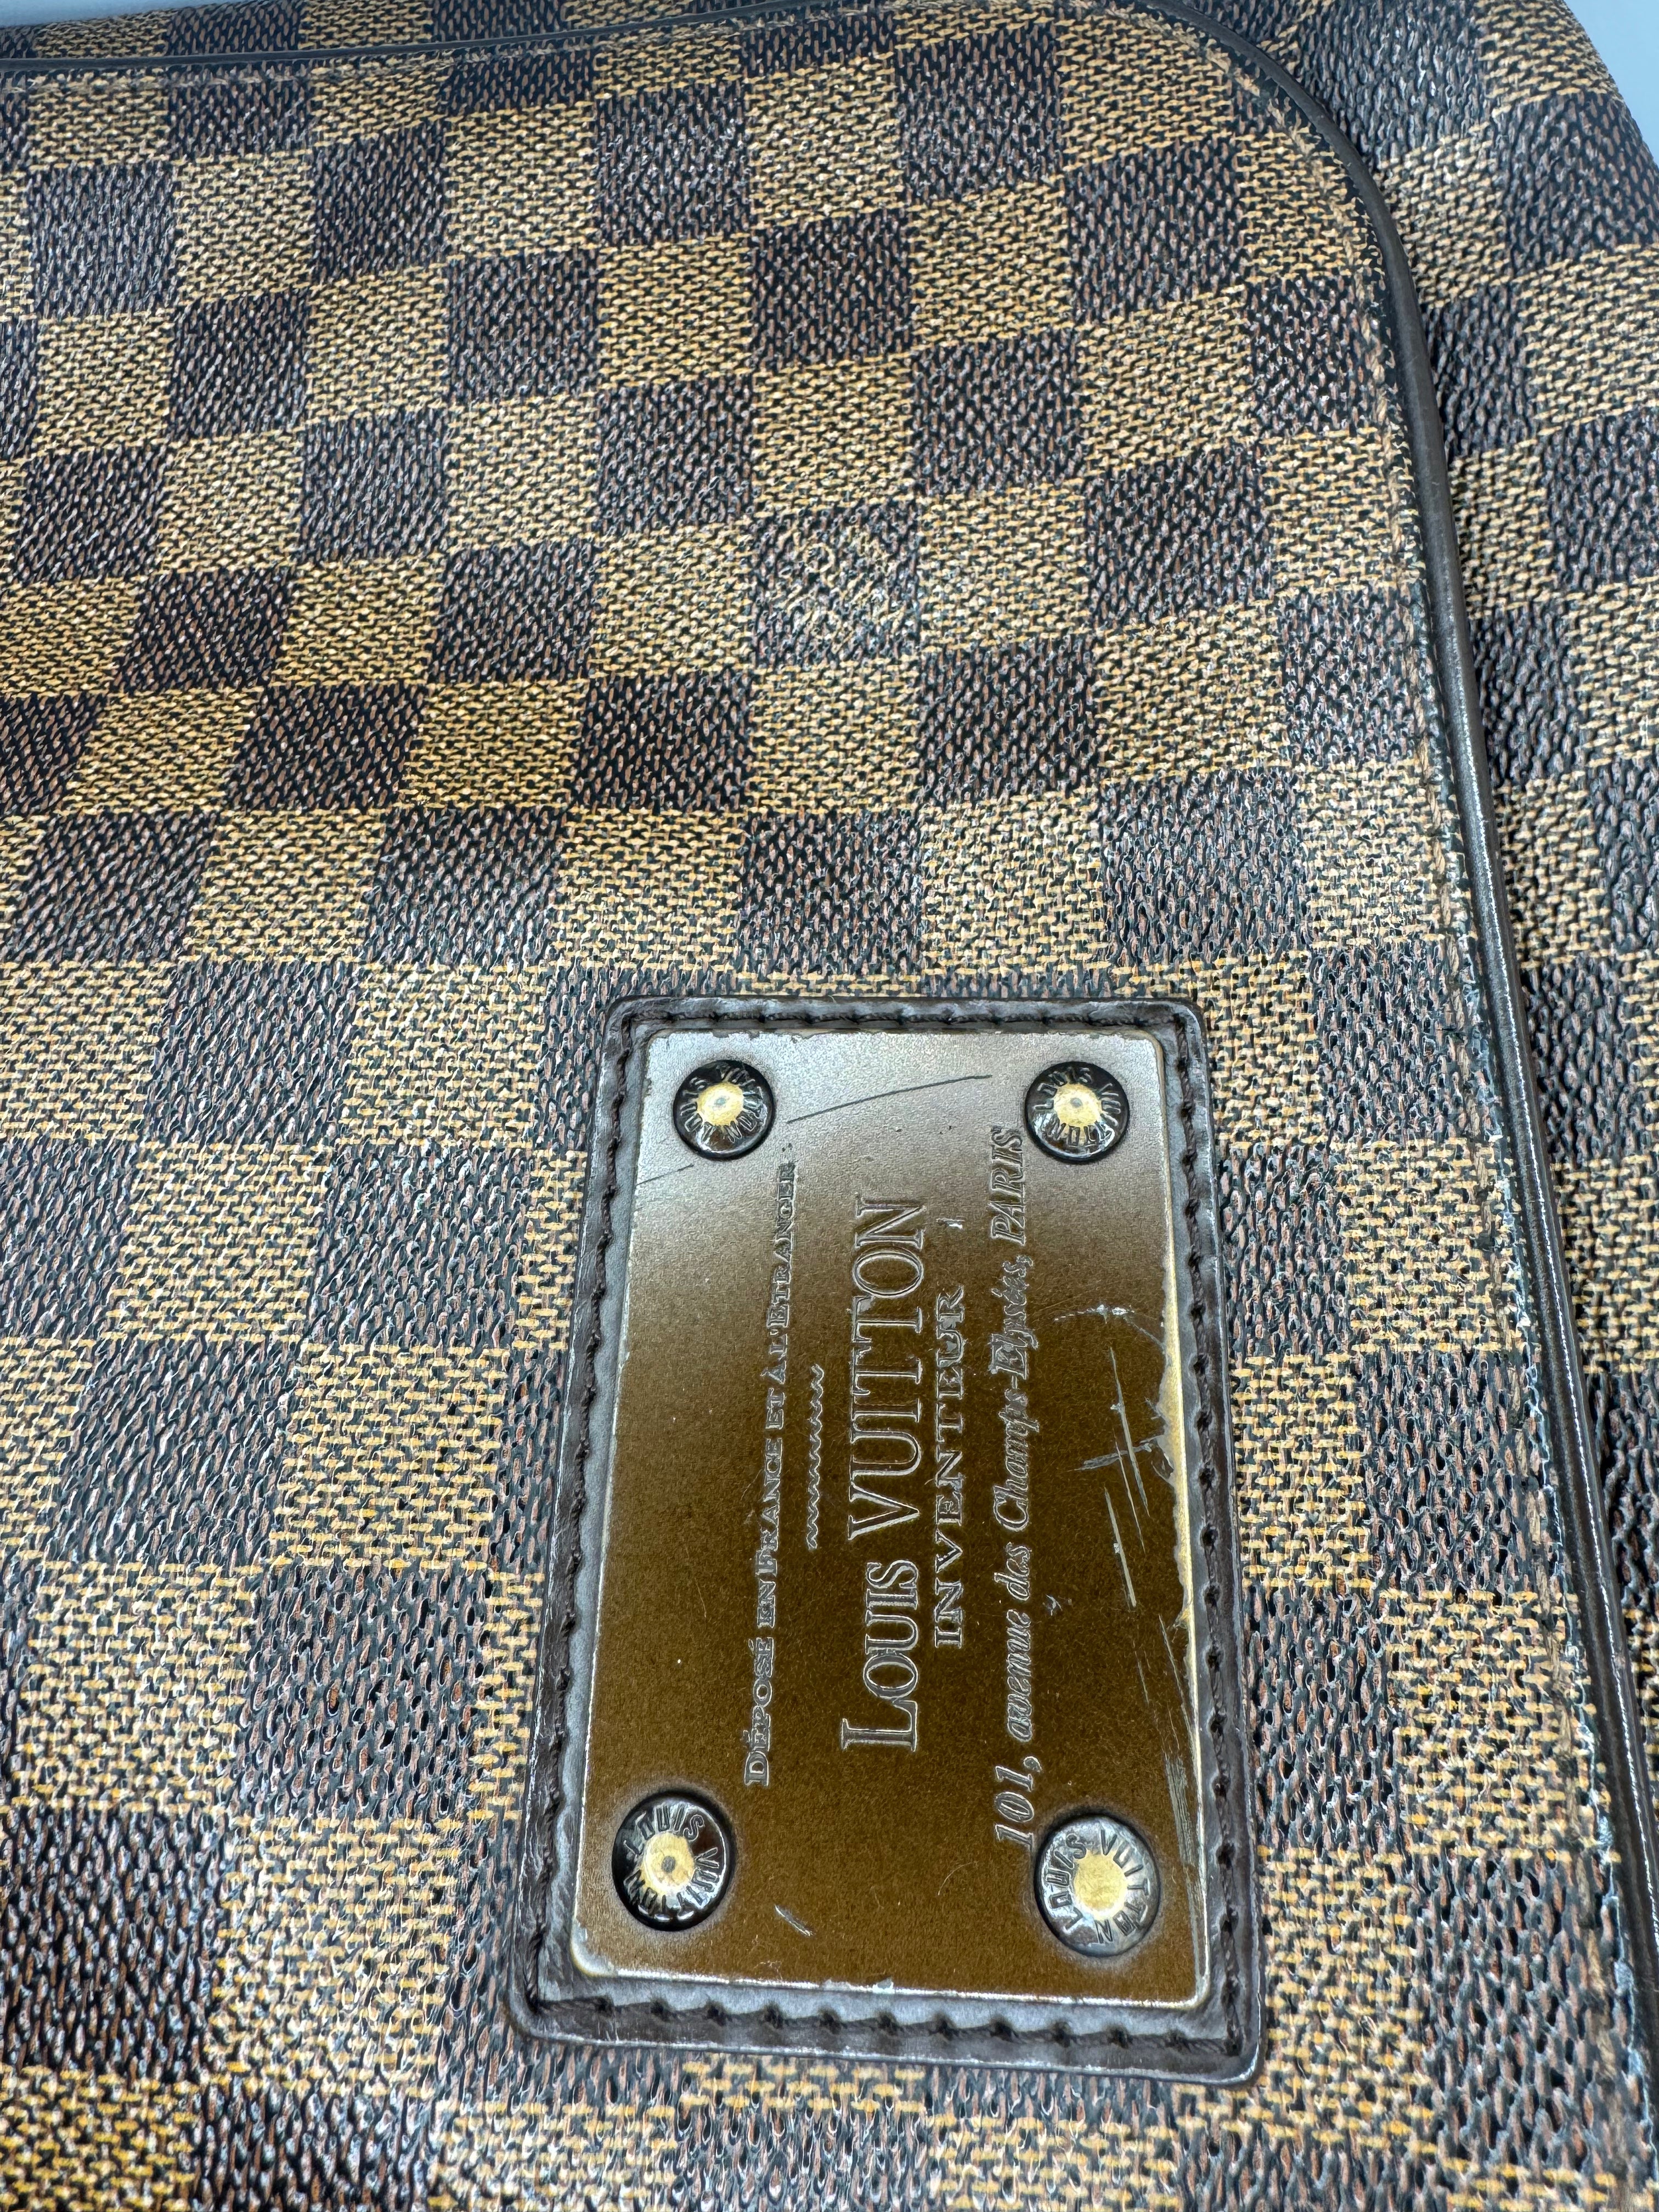 DÉPOSÉ EN FRANCE ET À L'ÉTRANGER
LOUIS VUITTON
INVENTEUR
101, avenue des Champs-Elysées, PARIS
LOUIS VUITTON
LOUIS VUITTON
LOUIS VUITTON
LOUIS VUITTON